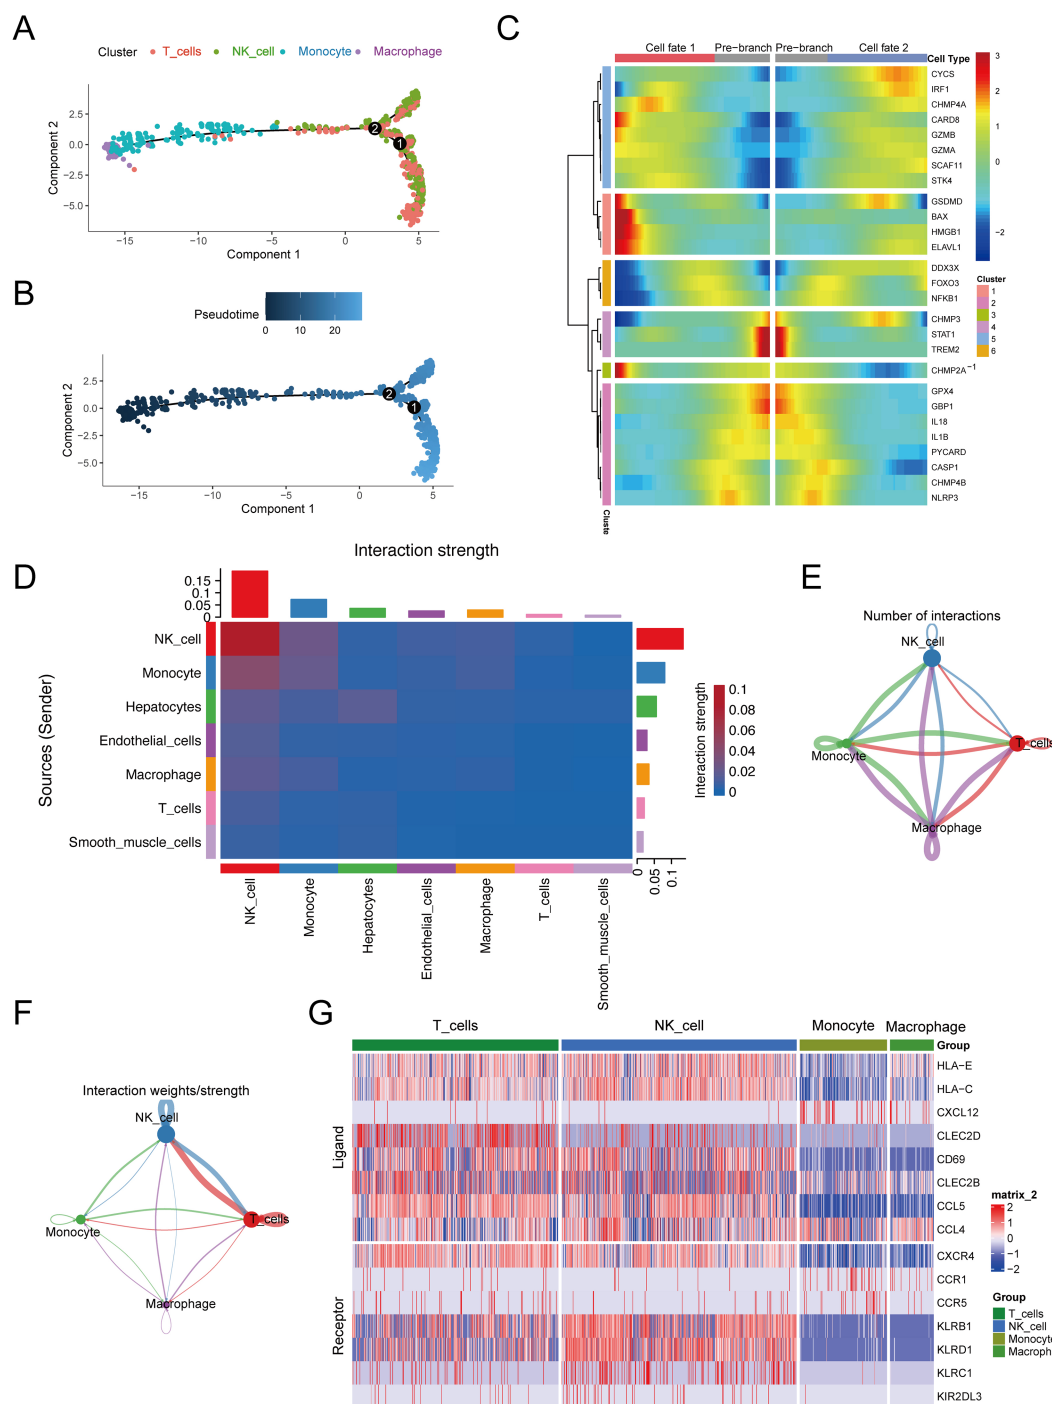 A
Cluster T_cells NK_cell Monocyte Macrophage
Component 2
2.5
0.0
−2.5
−5.0
−15 −10 −5 0 5
Component 1
2
1
B
Pseudotime
0 10 20
Component 2
2.5
0.0
−2.5
−5.0
−15 −10 −5 0 5
Component 1
2
1
C
Cell fate 1 Pre−branch Pre−branch Cell fate 2
Cell Type
CYCS
IRF1
CHMP4A
CARD8
GZMB
GZMA
SCAF11
STK4
GSDMD
BAX
HMGB1
ELAVL1
DDX3X
FOXO3
NFKB1
CHMP3
STAT1
TREM2
CHMP2A
GPX4
GBP1
IL18
IL1B
PYCARD
CASP1
CHMP4B
NLRP3
3
2
1
0
−1
−2
Cluster
1
2
3
4
5
6
Cluste
D
Interaction strength
0.15
0.1
0.05
0
Sources (Sender)
NK_cell
Monocyte
Hepatocytes
Endothelial_cells
Macrophage
T_cells
Smooth_muscle_cells
NK_cell
Monocyte
Hepatocytes
Endothelial_cells
Macrophage
T_cells
Smooth_muscle_cells
0
0.05
0.1
Interaction strength
0.1
0.08
0.06
0.04
0.02
0
E
Number of interactions
NK_cell
T_cells
Monocyte
Macrophage
F
Interaction weights/strength
NK_cell
T_cells
Monocyte
Macrophage
G
T_cells NK_cell Monocyte Macrophage
Group
Ligand
HLA−E
HLA−C
CXCL12
CLEC2D
CD69
CLEC2B
CCL5
CCL4
Receptor
CXCR4
CCR1
CCR5
KLRB1
KLRD1
KLRC1
KIR2DL3
matrix_2
2
1
0
−1
−2
Group
T_cells
NK_cell
Monocyte
Macroph